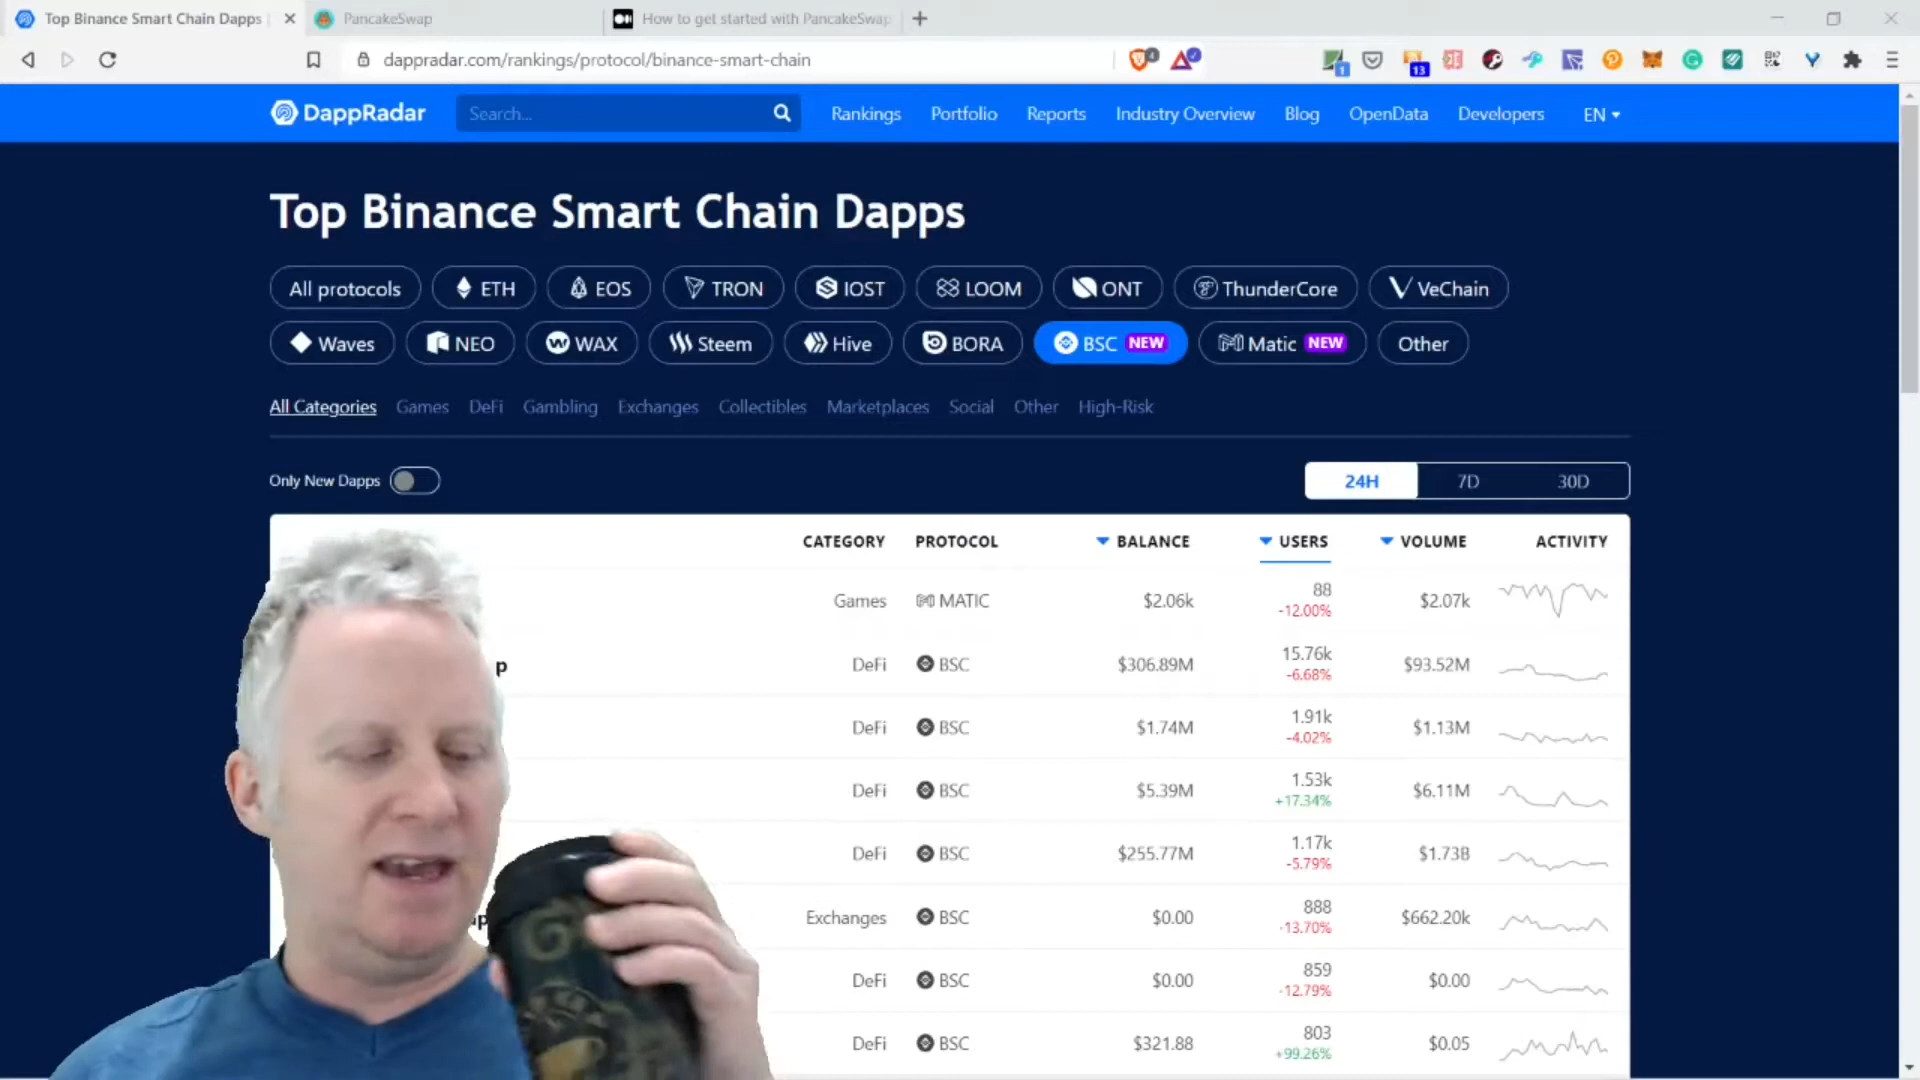 Top Binance Smart Chain Dapps
PancakeSwap
How to get started with PancakeSwap
dappradar.com/rankings/protocol/binance-smart-chain
4
1
13
DappRadar
Search...
Rankings
Portfolio
Reports
Industry Overview
Blog
OpenData
Developers
EN
Top Binance Smart Chain Dapps
All protocols ETH EOS TRON IOST LOOM ONT ThunderCore VeChain
Waves NEO WAX Steem Hive BORA BSC NEW Matic NEW Other
All Categories Games DeFi Gambling Exchanges Collectibles Marketplaces Social Other High-Risk
Only New Dapps
24H 7D 30D
CATEGORY PROTOCOL BALANCE USERS VOLUME ACTIVITY
Games MATIC $2.06k 88 $2.07k
-12.00%
p DeFi BSC $306.89M 15.76k $93.52M
-6.68%
DeFi BSC $1.74M 1.91k $1.13M
-4.02%
DeFi BSC $5.39M 1.53k $6.11M
+17.34%
DeFi BSC $255.77M 1.17k $1.73B
-5.79%
ap Exchanges BSC $0.00 888 $662.20k
-13.70%
DeFi BSC $0.00 859 $0.00
-12.79%
DeFi BSC $321.88 803 $0.05
+99.26%